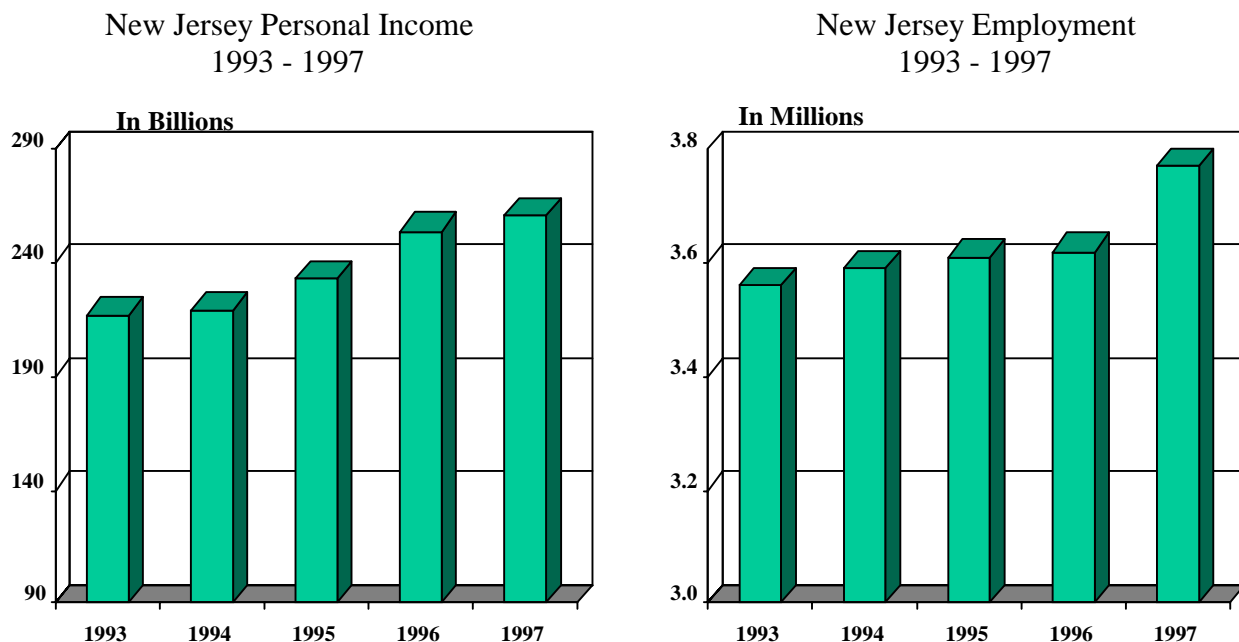 New Jersey Personal Income
1993 - 1997
In Billions
290
240
190
140
90
1993 1994 1995 1996 1997
New Jersey Employment
1993 - 1997
In Millions
3.8
3.6
3.4
3.2
3.0
1993 1994 1995 1996 1997